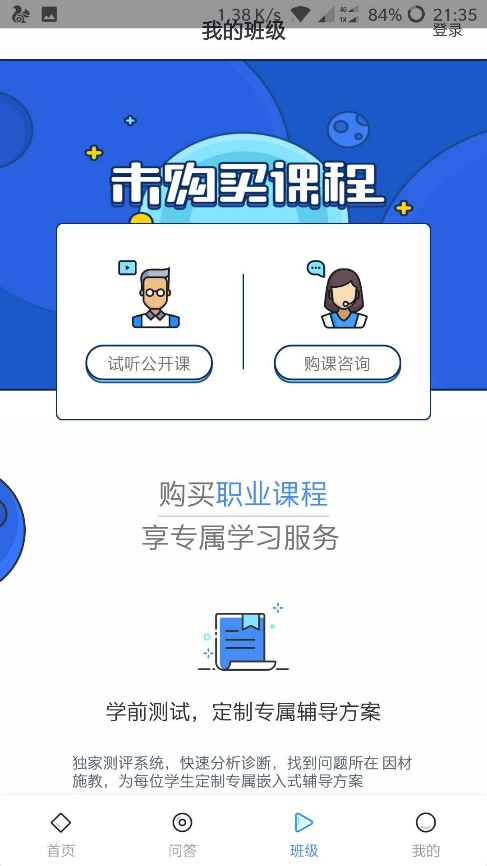 1.38 K/s 4G 1X 84% 21:35
我的班级
登录
未购买课程
试听公开课 购课咨询
购买职业课程
享专属学习服务
学前测试，定制专属辅导方案
独家测评系统，快速分析诊断，找到问题所在 因材
施教，为每位学生定制专属嵌入式辅导方案
首页 问答 班级 我的